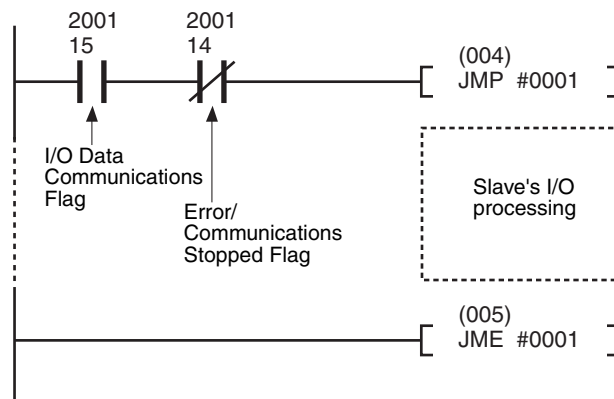 2001 2001
15 14
(004)
JMP #0001
I/O Data
Communications
Flag
Error/
Communications
Stopped Flag
Slave's I/O
processing
(005)
JME #0001